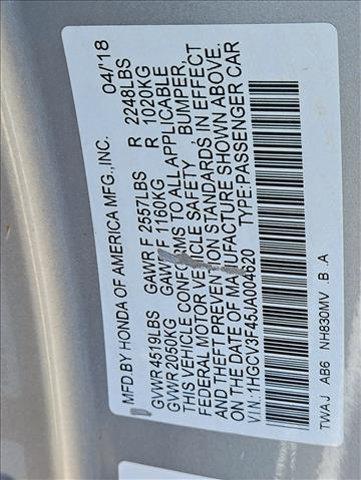 MFD.BY HONDA OF AMERICA MFG.,INC. 04/'18
GVWR 4519LBS GAWR F 2557LBS R 2248LBS
GVWR 2050KG GAWR F 1160KG R 1020KG
THIS VEHICLE CONFORMS TO ALL APPLICABLE
FEDERAL MOTOR VEHICLE SAFETY, BUMPER,
AND THEFT PREVENTION STANDARDS IN EFFECT
ON THE DATE OF MANUFACTURE SHOWN ABOVE.
VIN:1HGCV3F45JA004620 TYPE:PASSENGER CAR
TWAJ AB6 NH830MV .B .A